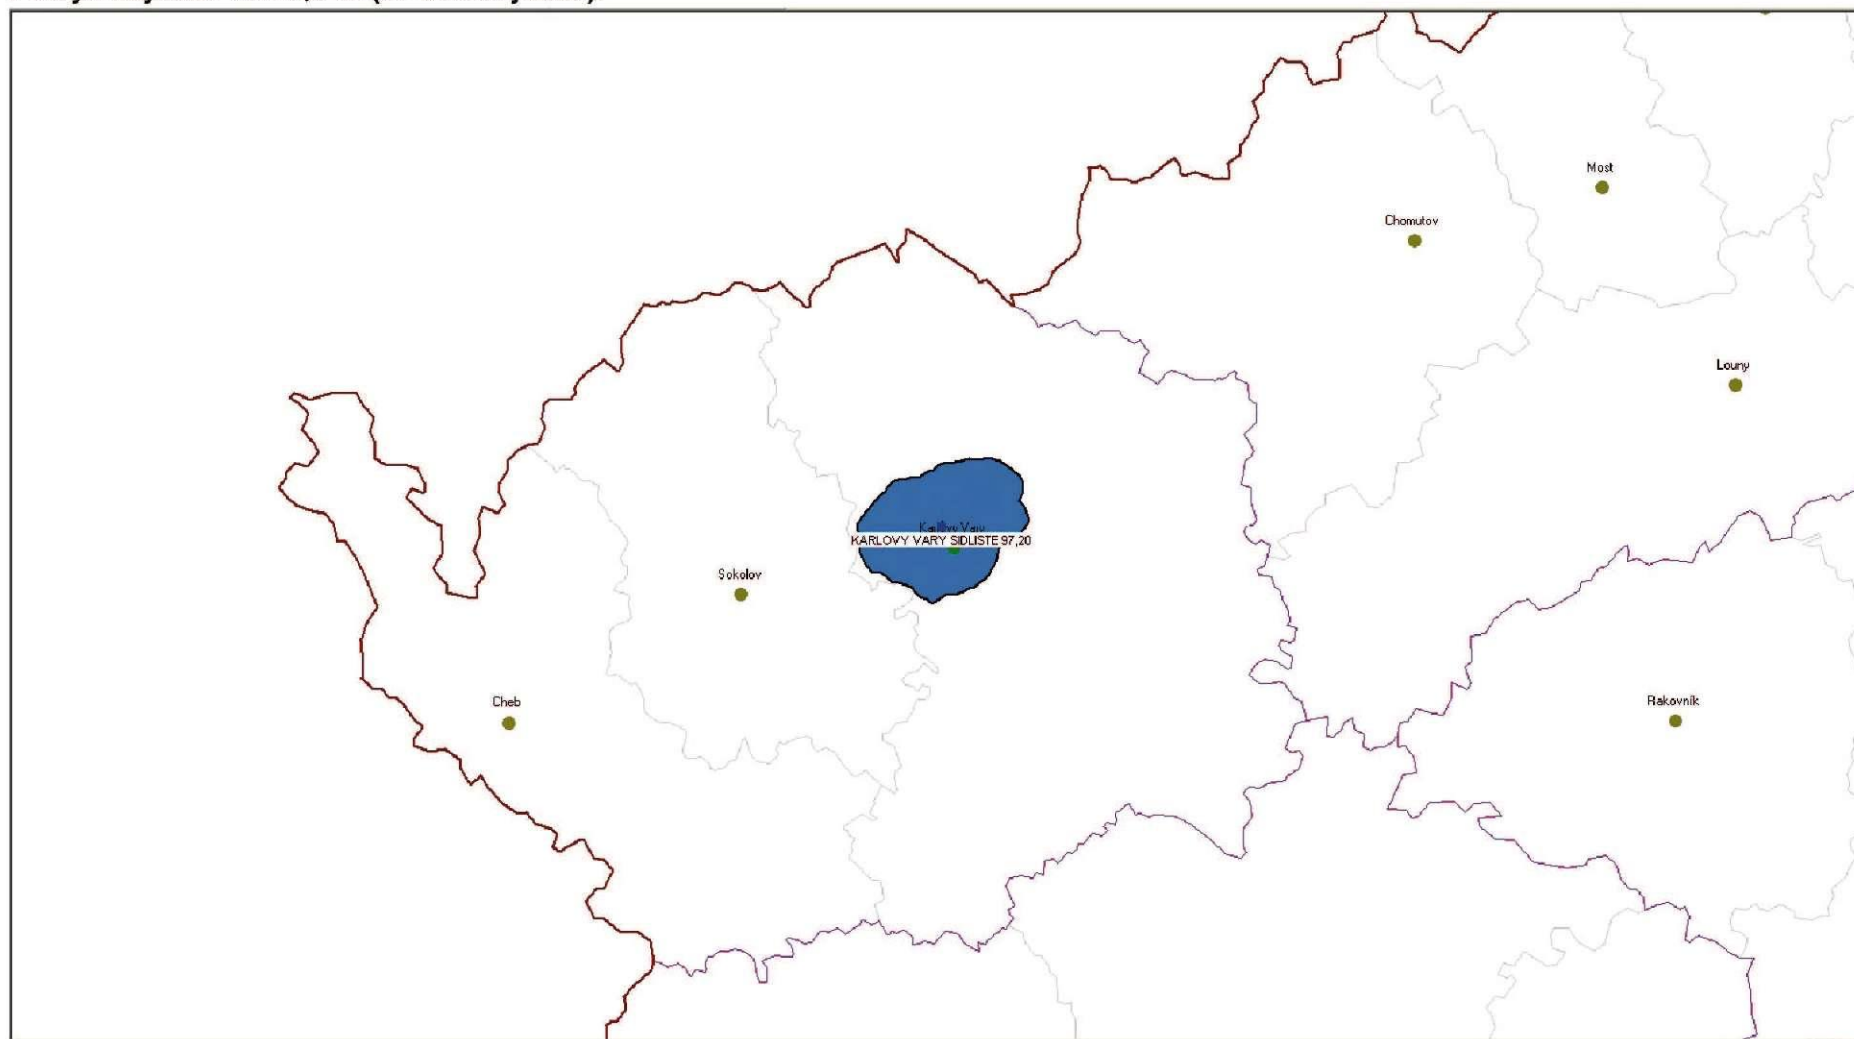 Most
Chomutov
Louny
Karlovy Vary
KARLOVY VARY SIDLISTE 97,20
Sokolov
Cheb
Rakovník